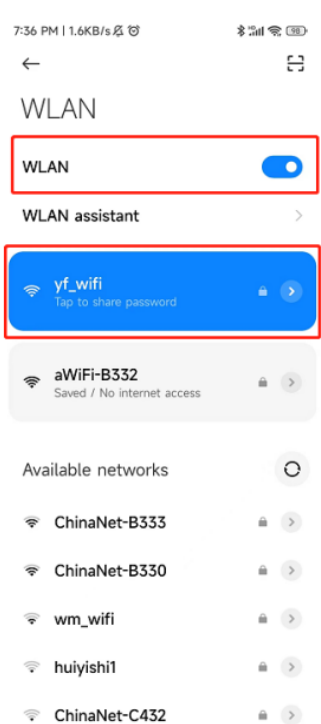 7:36 PM | 1.6KB/s
98
WLAN
WLAN
WLAN assistant
yf_wifi
Tap to share password
aWiFi-B332
Saved / No internet access
Available networks
ChinaNet-B333
ChinaNet-B330
wm_wifi
huiyishi1
ChinaNet-C432